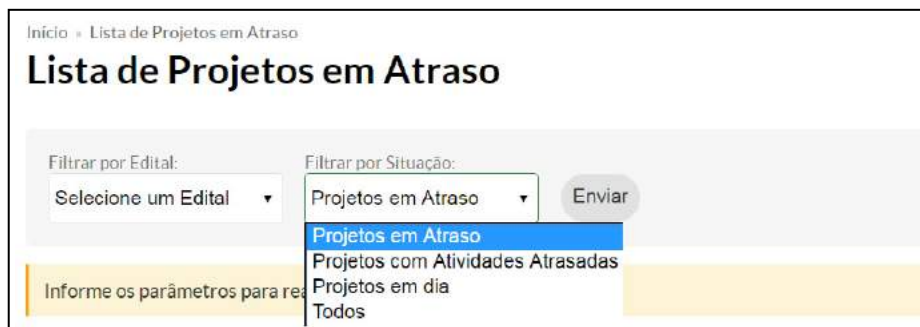 Início » Lista de Projetos em Atraso
Lista de Projetos em Atraso
Filtrar por Edital: Filtrar por Situação:
Selecione um Edital Projetos em Atraso Enviar
Projetos em Atraso
Projetos com Atividades Atrasadas
Projetos em dia
Todos
Informe os parâmetros para